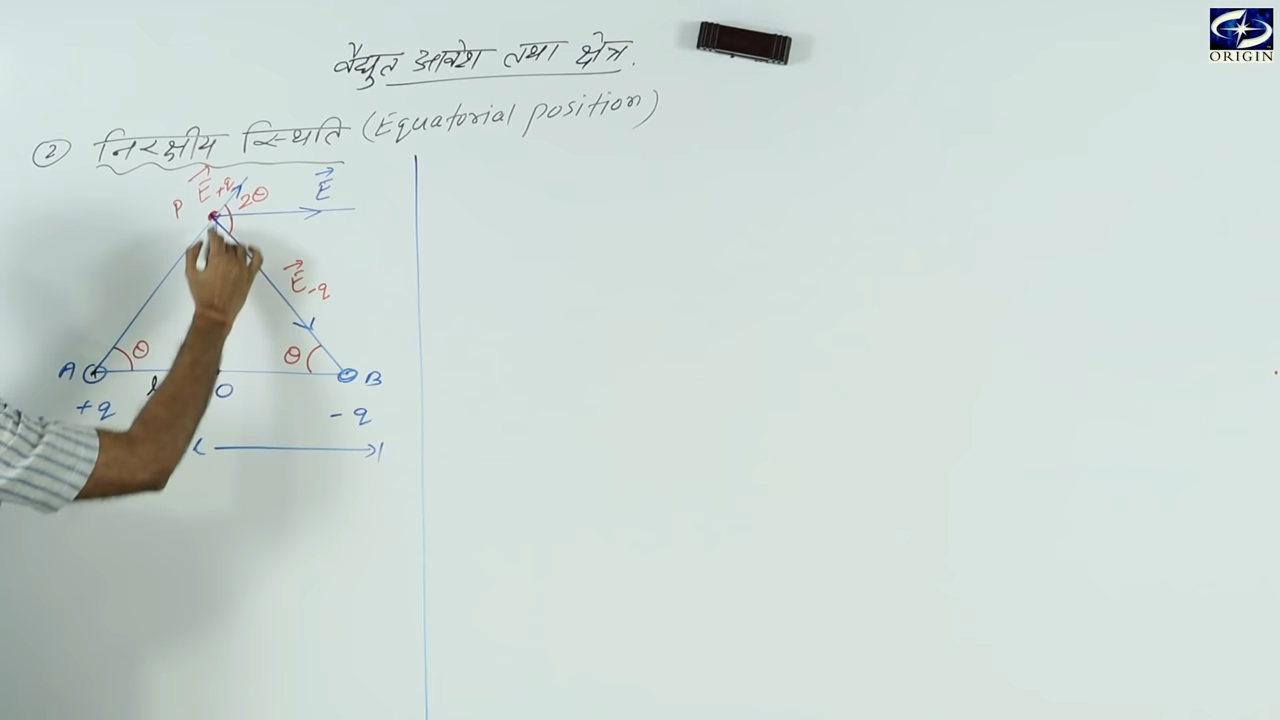 वैद्युत आवेश तथा क्षेत्र.
ORIGIN
② निरक्षीय स्थिति (Equatorial position)
P E⃗+q 2θ E⃗
E⃗-q
A θ θ B
O
+q - q